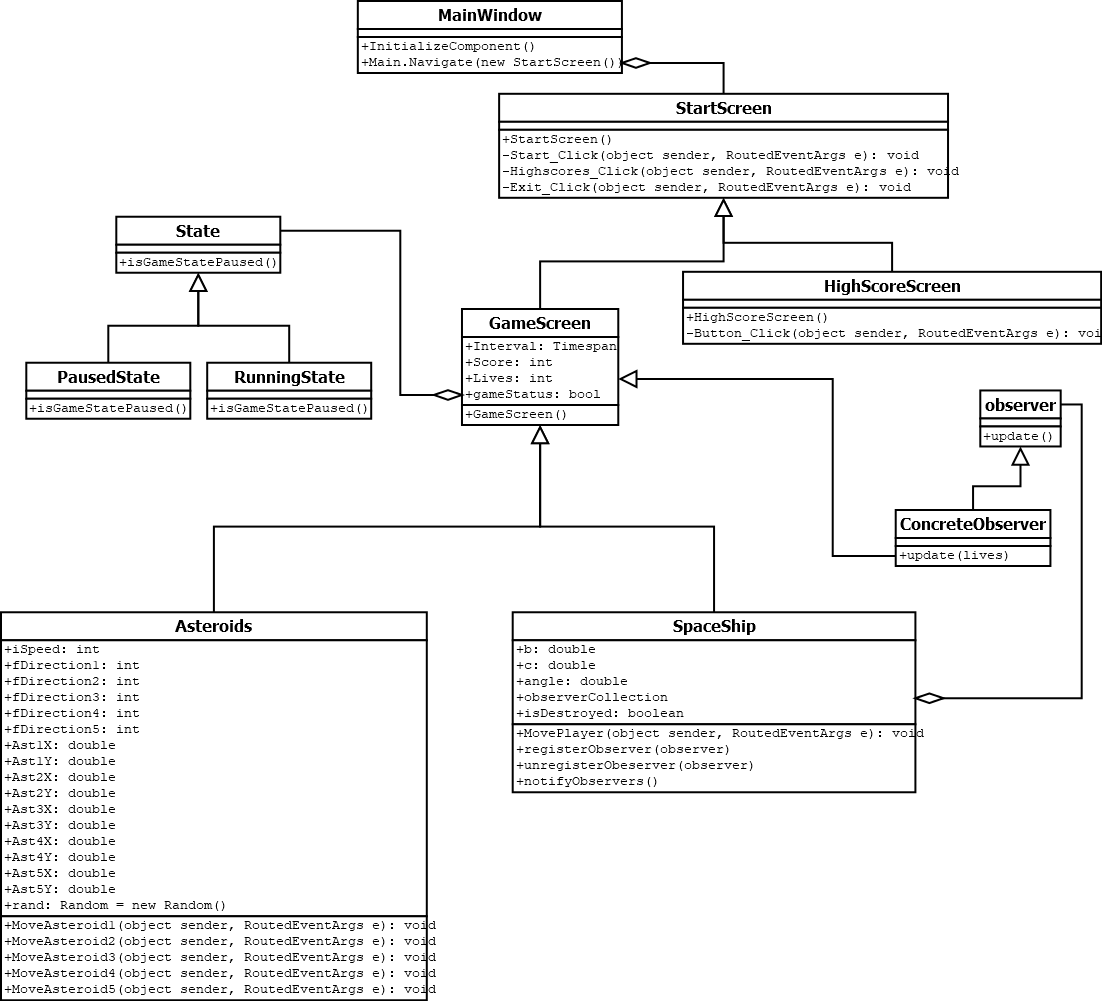 MainWindow
+InitializeComponent()
+Main.Navigate(new StartScreen())
StartScreen
+StartScreen()
-Start_Click(object sender, RoutedEventArgs e): void
-Highscores_Click(object sender, RoutedEventArgs e): void
-Exit_Click(object sender, RoutedEventArgs e): void
State
+isGameStatePaused()
HighScoreScreen
+HighScoreScreen()
-Button_Click(object sender, RoutedEventArgs e): voi
GameScreen
+Interval: Timespan
+Score: int
+Lives: int
+gameStatus: bool
+GameScreen()
PausedState
+isGameStatePaused()
RunningState
+isGameStatePaused()
observer
+update()
ConcreteObserver
+update(lives)
Asteroids
+iSpeed: int
+fDirection1: int
+fDirection2: int
+fDirection3: int
+fDirection4: int
+fDirection5: int
+Ast1X: double
+Ast1Y: double
+Ast2X: double
+Ast2Y: double
+Ast3X: double
+Ast3Y: double
+Ast4X: double
+Ast4Y: double
+Ast5X: double
+Ast5Y: double
+rand: Random = new Random()
+MoveAsteroid1(object sender, RoutedEventArgs e): void
+MoveAsteroid2(object sender, RoutedEventArgs e): void
+MoveAsteroid3(object sender, RoutedEventArgs e): void
+MoveAsteroid4(object sender, RoutedEventArgs e): void
+MoveAsteroid5(object sender, RoutedEventArgs e): void
SpaceShip
+b: double
+c: double
+angle: double
+observerCollection
+isDestroyed: boolean
+MovePlayer(object sender, RoutedEventArgs e): void
+registerObserver(observer)
+unregisterObeserver(observer)
+notifyObservers()